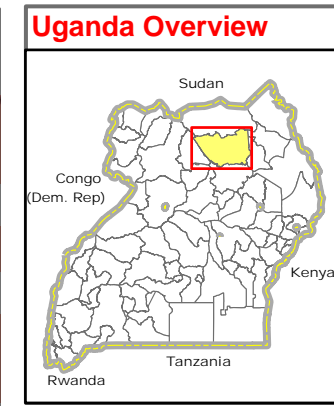 Uganda Overview
Sudan
Congo
(Dem. Rep)
Kenya
Tanzania
Rwanda